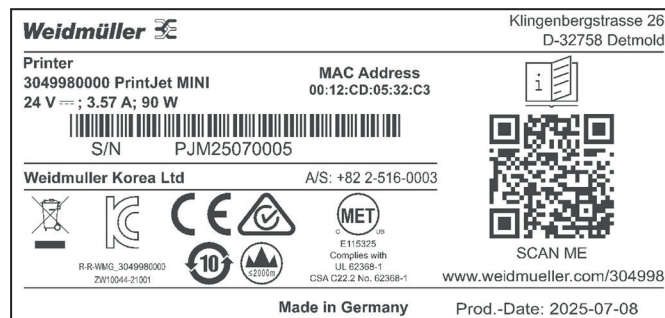 Weidmüller
Klingenbergstrasse 26
D-32758 Detmold
Printer
3049980000 PrintJet MINI
24 V ⎓; 3.57 A; 90 W
MAC Address
00:12:CD:05:32:C3
i
S/N PJM25070005
Weidmuller Korea Ltd
A/S: +82 2-516-0003
R-R-WMG_3049980000
ZW10044-21001
CE
10
≤2000m
MET
C US
E115325
Complies with
UL 62368-1
CSA C22.2 No. 62368-1
SCAN ME
www.weidmueller.com/304998
Made in Germany
Prod.-Date: 2025-07-08